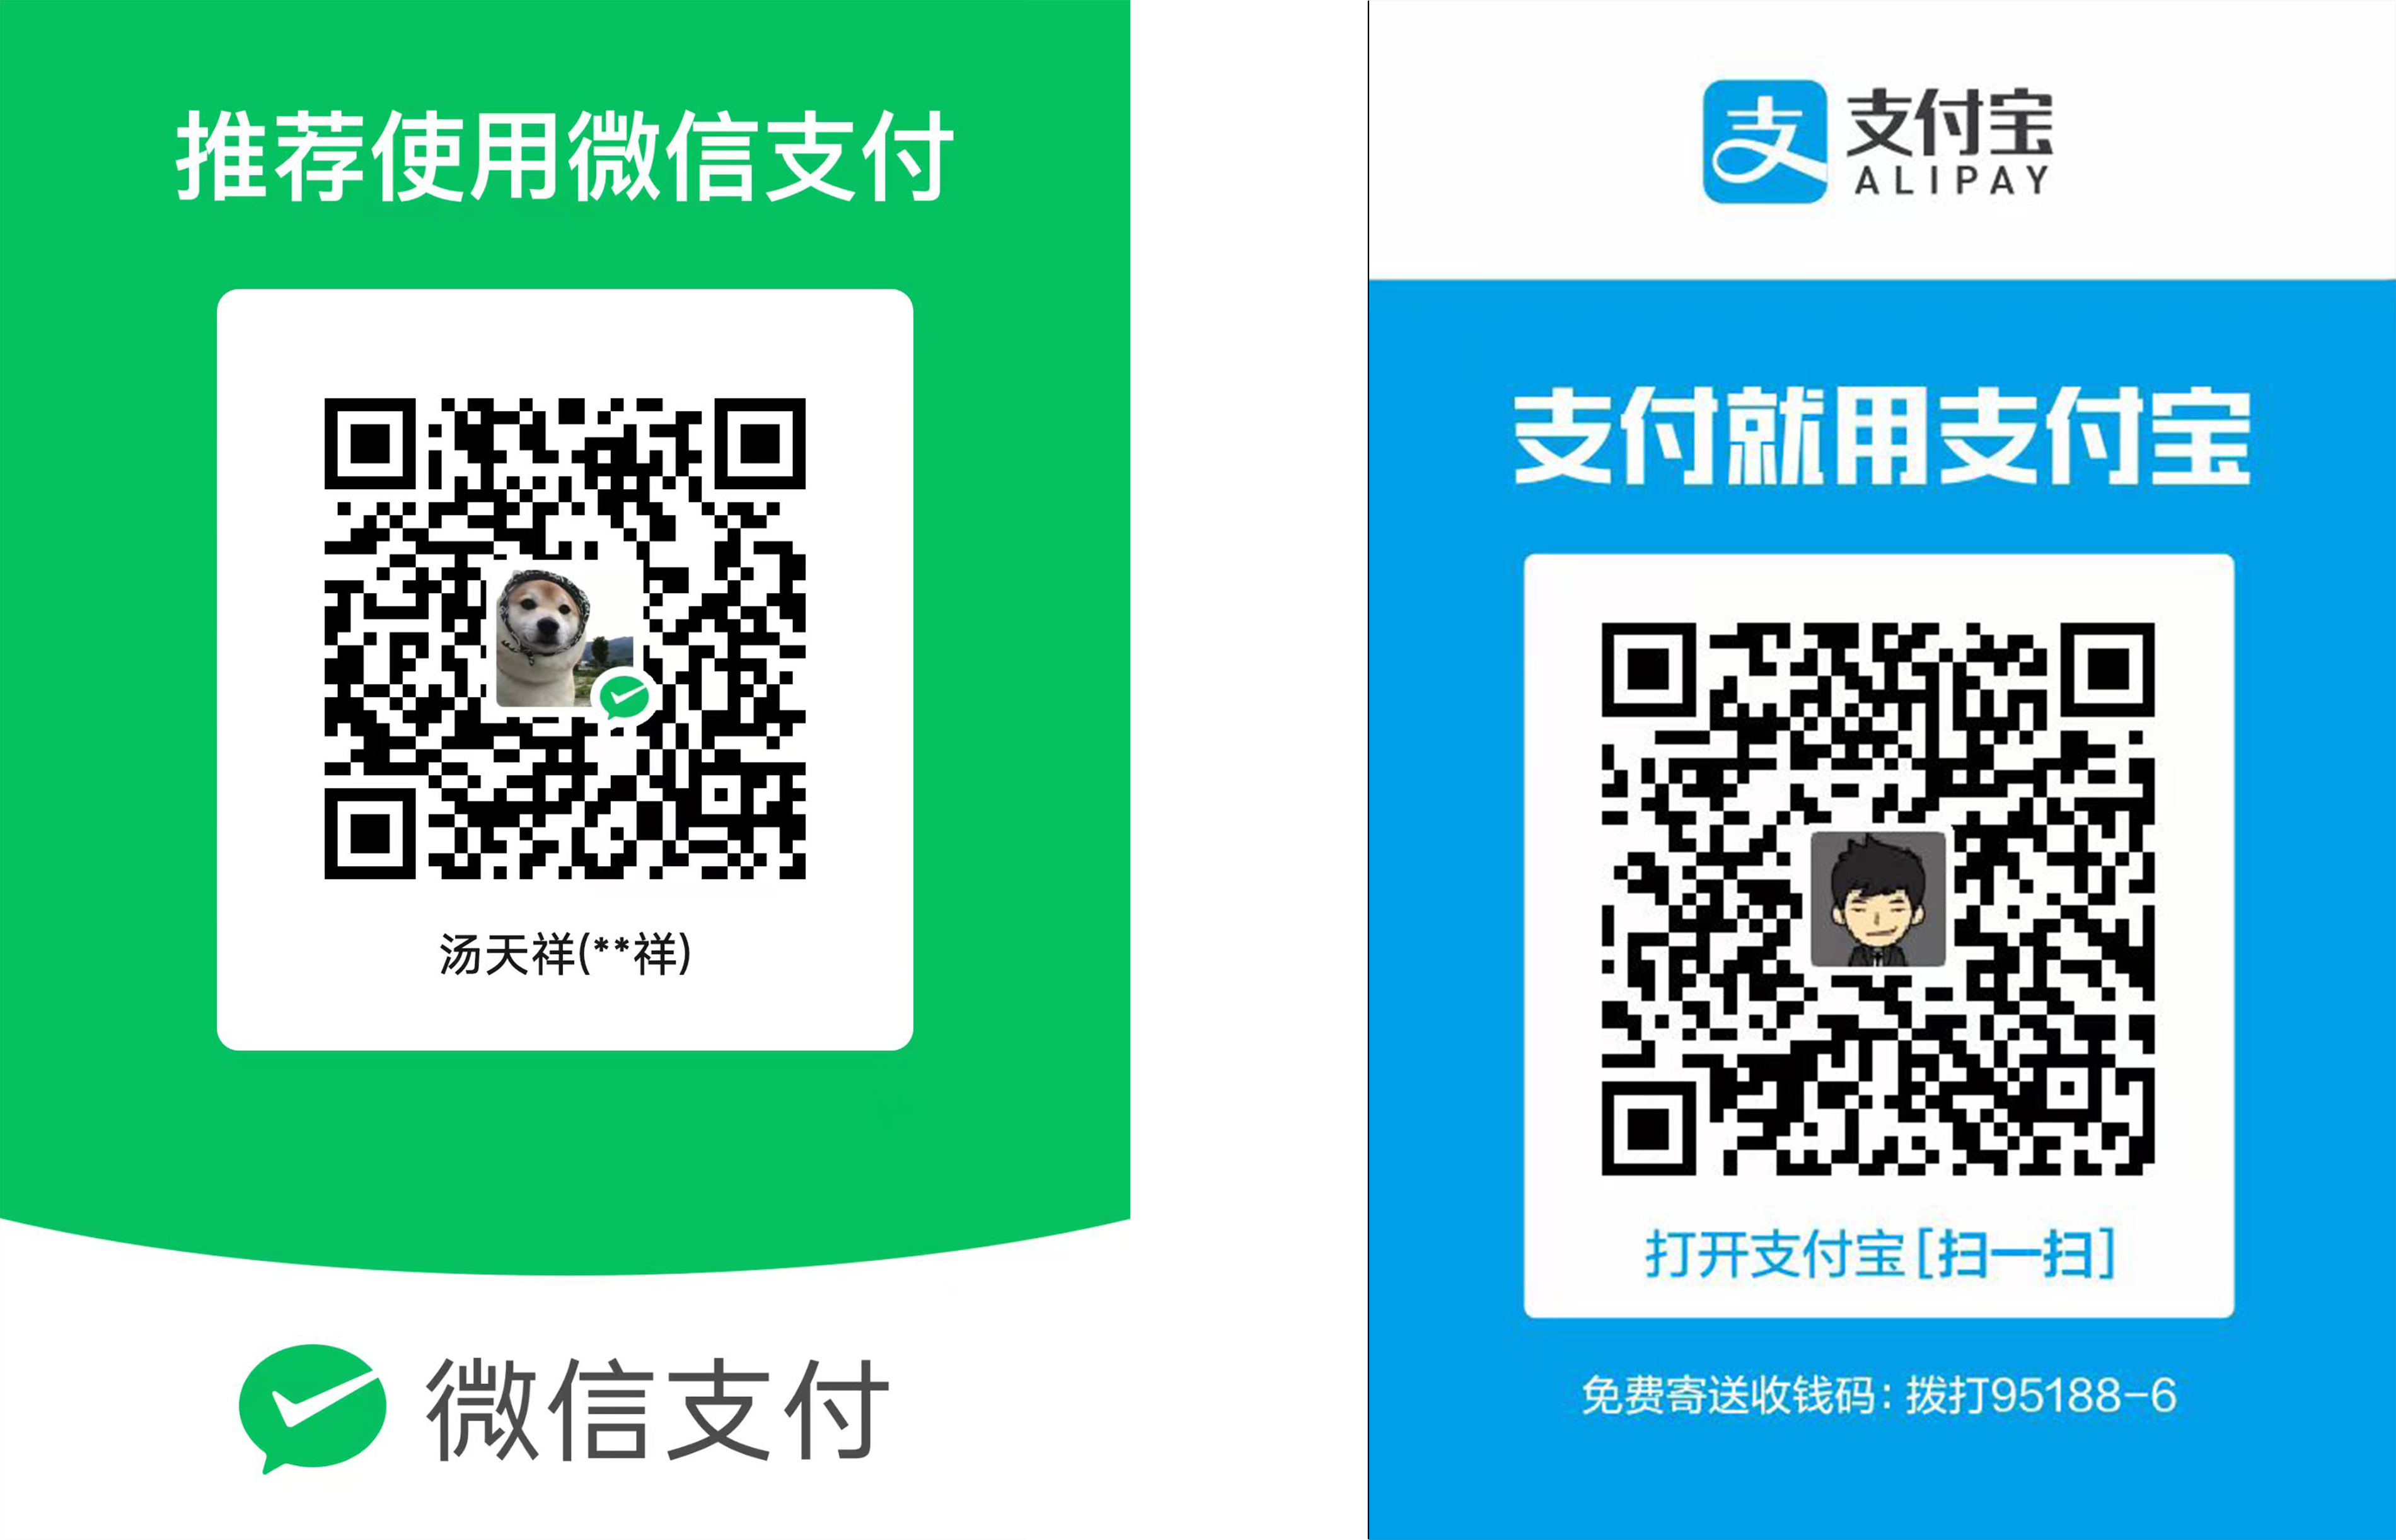 推荐使用微信支付
汤天祥(**祥)
微信支付
支 支付宝
ALIPAY
支付就用支付宝
打开支付宝[扫一扫]
免费寄送收钱码：拨打95188-6